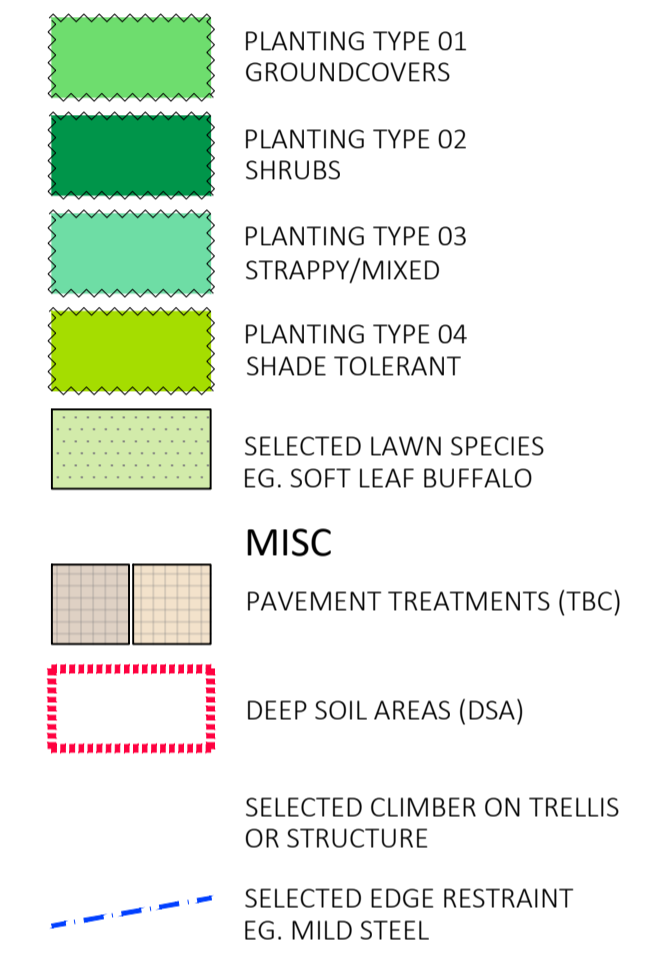 PLANTING TYPE 01
GROUNDCOVERS
PLANTING TYPE 02
SHRUBS
PLANTING TYPE 03
STRAPPY/MIXED
PLANTING TYPE 04
SHADE TOLERANT
SELECTED LAWN SPECIES
EG. SOFT LEAF BUFFALO
MISC
PAVEMENT TREATMENTS (TBC)
DEEP SOIL AREAS (DSA)
SELECTED CLIMBER ON TRELLIS
OR STRUCTURE
SELECTED EDGE RESTRAINT
EG. MILD STEEL